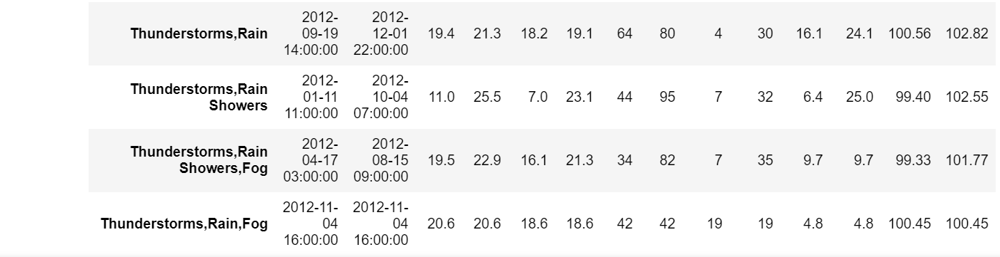 Thunderstorms,Rain 2012-09-19 14:00:00 2012-12-01 22:00:00 19.4 21.3 18.2 19.1 64 80 4 30 16.1 24.1 100.56 102.82
Thunderstorms,Rain Showers 2012-01-11 11:00:00 2012-10-04 07:00:00 11.0 25.5 7.0 23.1 44 95 7 32 6.4 25.0 99.40 102.55
Thunderstorms,Rain Showers,Fog 2012-04-17 03:00:00 2012-08-15 09:00:00 19.5 22.9 16.1 21.3 34 82 7 35 9.7 9.7 99.33 101.77
Thunderstorms,Rain,Fog 2012-11-04 16:00:00 2012-11-04 16:00:00 20.6 20.6 18.6 18.6 42 42 19 19 4.8 4.8 100.45 100.45